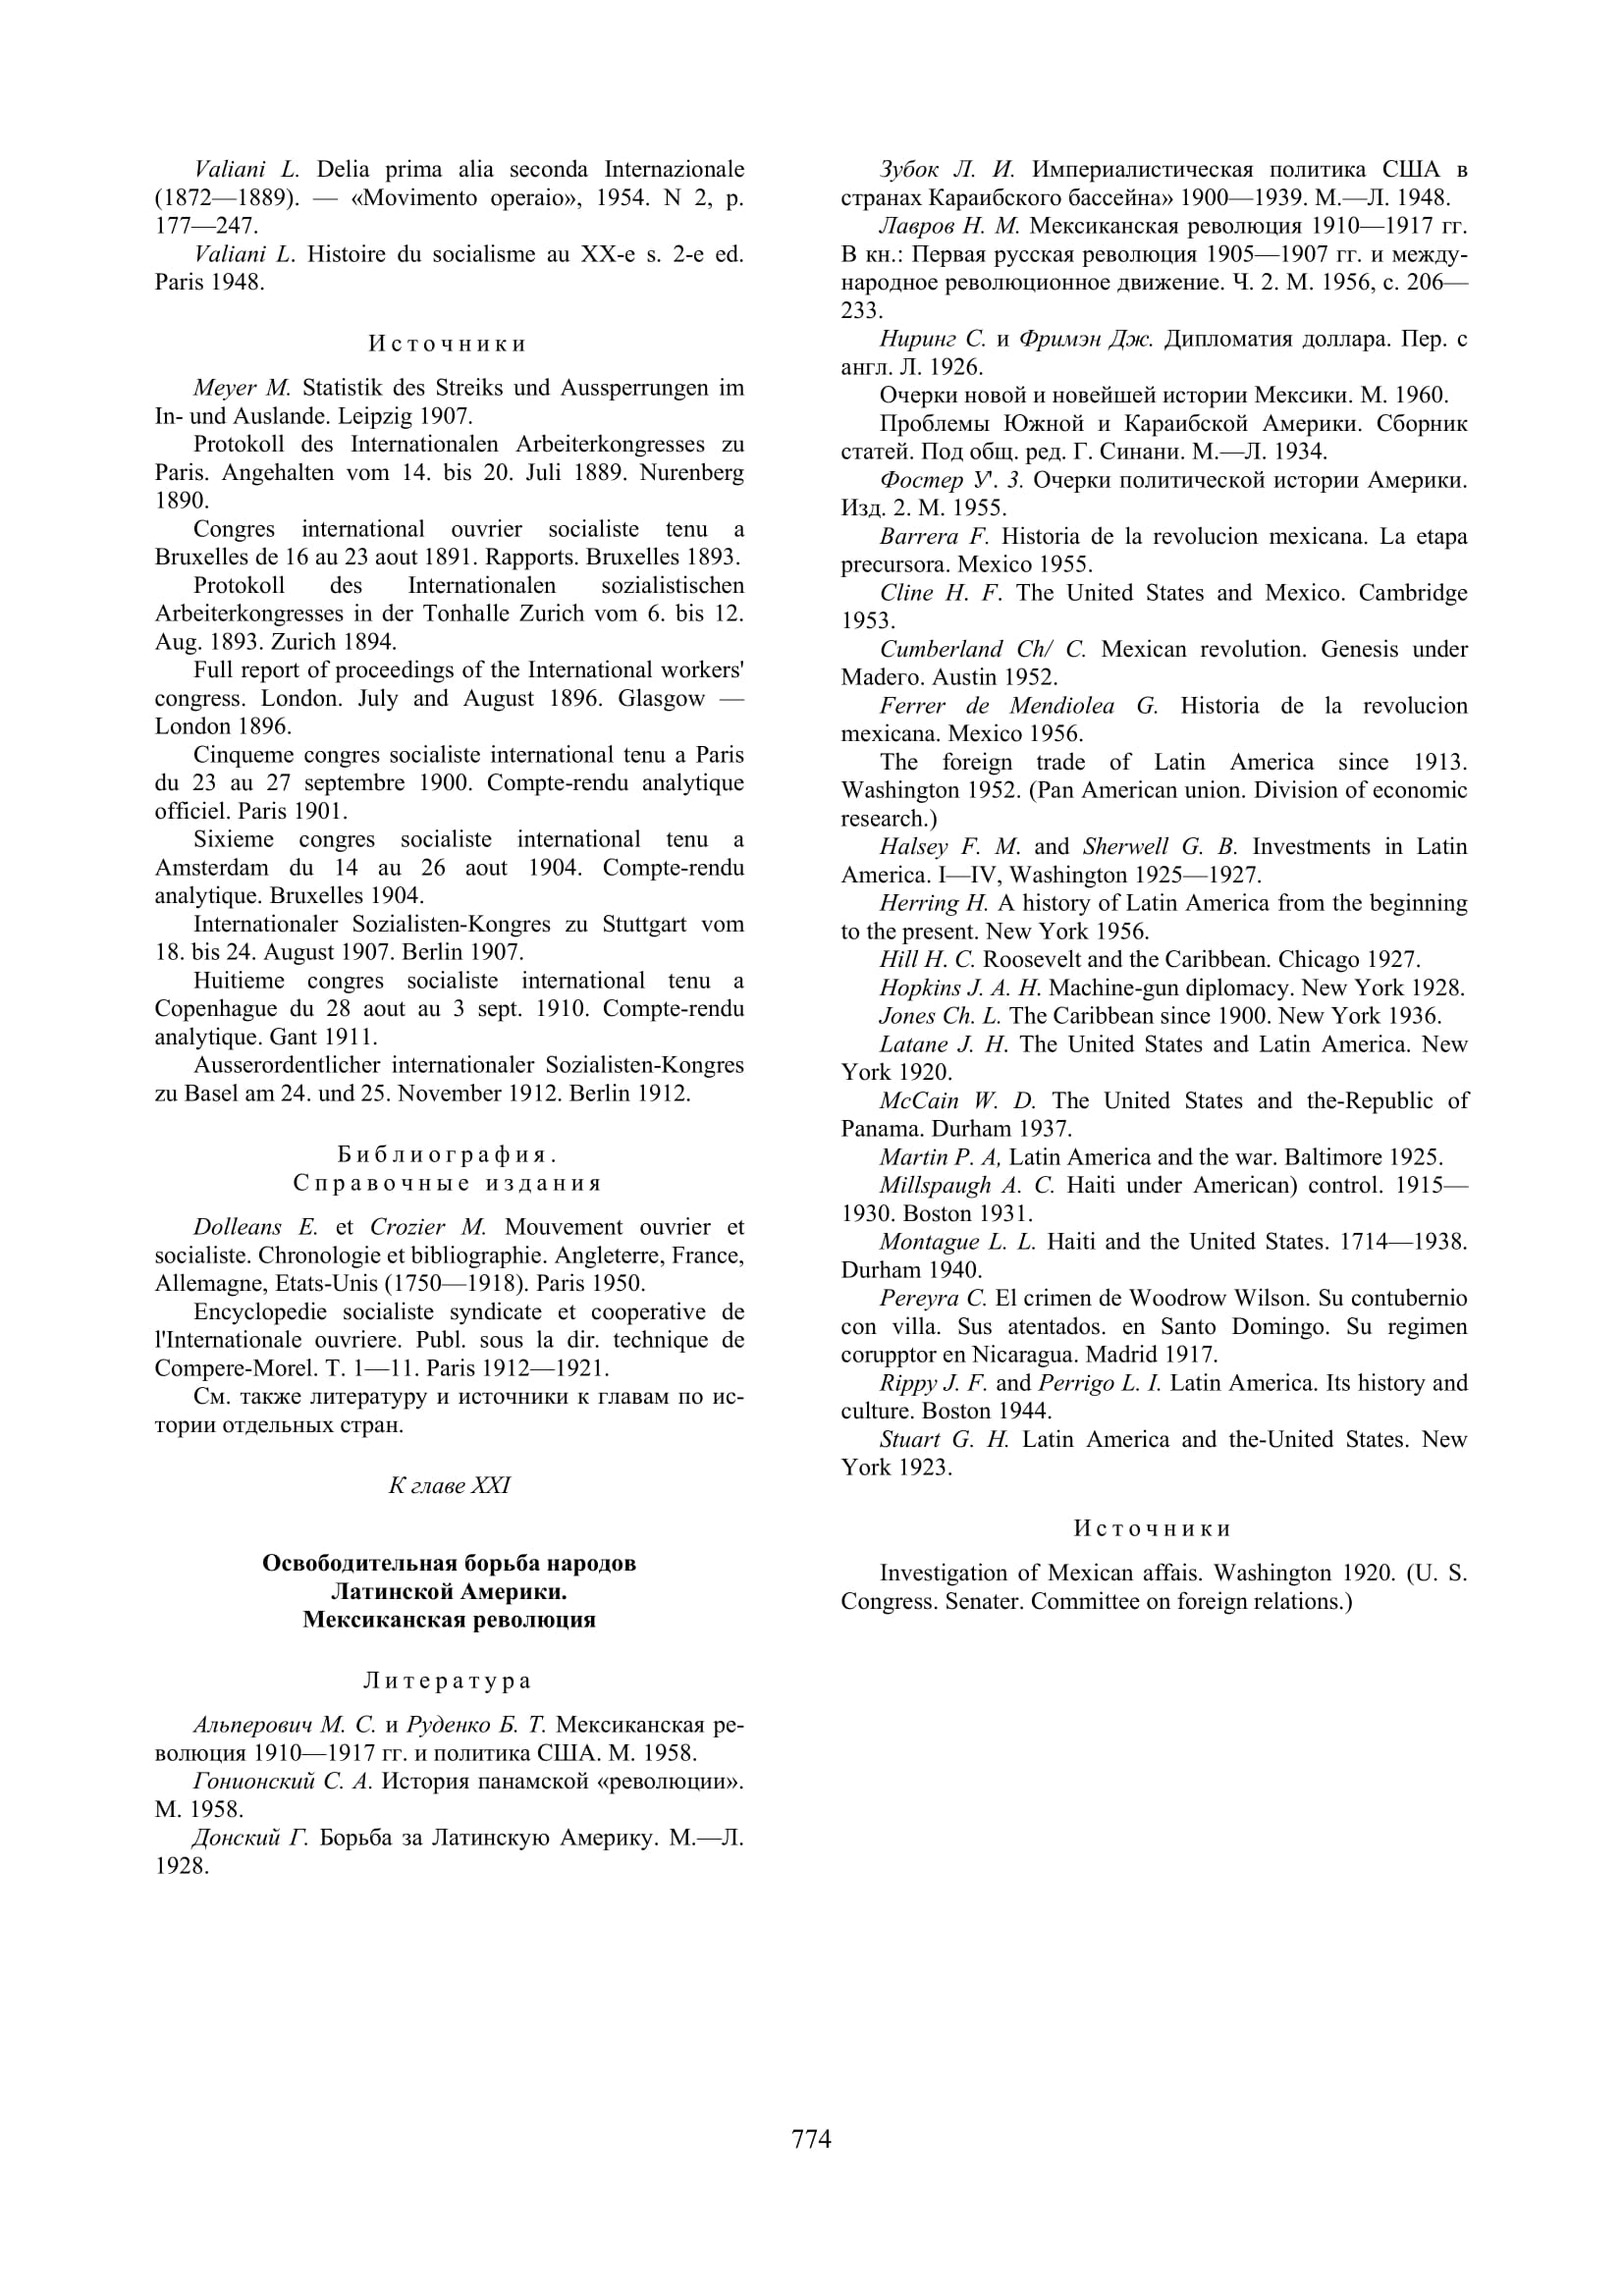 Valiani L. Delia prima alia seconda Internazionale
(1872—1889). — «Movimento operaio», 1954. N 2, p.
177—247.
Valiani L. Histoire du socialisme au XX-e s. 2-e ed.
Paris 1948.
Источники
Meyer M. Statistik des Streiks und Aussperrungen im
In- und Auslande. Leipzig 1907.
Protokoll des Internationalen Arbeiterkongresses zu
Paris. Angehalten vom 14. bis 20. Juli 1889. Nurenberg
1890.
Congres international ouvrier socialiste tenu a
Bruxelles de 16 au 23 aout 1891. Rapports. Bruxelles 1893.
Protokoll des Internationalen sozialistischen
Arbeiterkongresses in der Tonhalle Zurich vom 6. bis 12.
Aug. 1893. Zurich 1894.
Full report of proceedings of the International workers'
congress. London. July and August 1896. Glasgow —
London 1896.
Cinqueme congres socialiste international tenu a Paris
du 23 au 27 septembre 1900. Compte-rendu analytique
officiel. Paris 1901.
Sixieme congres socialiste international tenu a
Amsterdam du 14 au 26 aout 1904. Compte-rendu
analytique. Bruxelles 1904.
Internationaler Sozialisten-Kongres zu Stuttgart vom
18. bis 24. August 1907. Berlin 1907.
Huitieme congres socialiste international tenu a
Copenhague du 28 aout au 3 sept. 1910. Compte-rendu
analytique. Gant 1911.
Ausserordentlicher internationaler Sozialisten-Kongres
zu Basel am 24. und 25. November 1912. Berlin 1912.
Библиография.
Справочные издания
Dolleans E. et Crozier M. Mouvement ouvrier et
socialiste. Chronologie et bibliographie. Angleterre, France,
Allemagne, Etats-Unis (1750—1918). Paris 1950.
Encyclopedie socialiste syndicate et cooperative de
l'Internationale ouvriere. Publ. sous la dir. technique de
Compere-Morel. T. 1—11. Paris 1912—1921.
См. также литературу и источники к главам по ис-
тории отдельных стран.
К главе XXI
Освободительная борьба народов
Латинской Америки.
Мексиканская революция
Литература
Альперович М. С. и Руденко Б. Т. Мексиканская ре-
волюция 1910—1917 гг. и политика США. М. 1958.
Гонионский С. А. История панамской «революции».
М. 1958.
Донский Г. Борьба за Латинскую Америку. М.—Л.
1928.
Зубок Л. И. Империалистическая политика США в
странах Караибского бассейна» 1900—1939. М.—Л. 1948.
Лавров Н. М. Мексиканская революция 1910—1917 гг.
В кн.: Первая русская революция 1905—1907 гг. и между-
народное революционное движение. Ч. 2. М. 1956, с. 206—
233.
Ниринг С. и Фримэн Дж. Дипломатия доллара. Пер. с
англ. Л. 1926.
Очерки новой и новейшей истории Мексики. М. 1960.
Проблемы Южной и Караибской Америки. Сборник
статей. Под общ. ред. Г. Синани. М.—Л. 1934.
Фостер У'. З. Очерки политической истории Америки.
Изд. 2. М. 1955.
Barrera F. Historia de la revolucion mexicana. La etapa
precursora. Mexico 1955.
Cline H. F. The United States and Mexico. Cambridge
1953.
Cumberland Ch/ C. Mexican revolution. Genesis under
Madero. Austin 1952.
Ferrer de Mendiolea G. Historia de la revolucion
mexicana. Mexico 1956.
The foreign trade of Latin America since 1913.
Washington 1952. (Pan American union. Division of economic
research.)
Halsey F. M. and Sherwell G. B. Investments in Latin
America. I—IV, Washington 1925—1927.
Herring H. A history of Latin America from the beginning
to the present. New York 1956.
Hill H. C. Roosevelt and the Caribbean. Chicago 1927.
Hopkins J. A. H. Machine-gun diplomacy. New York 1928.
Jones Ch. L. The Caribbean since 1900. New York 1936.
Latane J. H. The United States and Latin America. New
York 1920.
McCain W. D. The United States and the-Republic of
Panama. Durham 1937.
Martin P. A, Latin America and the war. Baltimore 1925.
Millspaugh A. C. Haiti under American) control. 1915—
1930. Boston 1931.
Montague L. L. Haiti and the United States. 1714—1938.
Durham 1940.
Pereyra C. El crimen de Woodrow Wilson. Su contubernio
con villa. Sus atentados. en Santo Domingo. Su regimen
corupptor en Nicaragua. Madrid 1917.
Rippy J. F. and Perrigo L. I. Latin America. Its history and
culture. Boston 1944.
Stuart G. H. Latin America and the-United States. New
York 1923.
Источники
Investigation of Mexican affais. Washington 1920. (U. S.
Congress. Senater. Committee on foreign relations.)
774